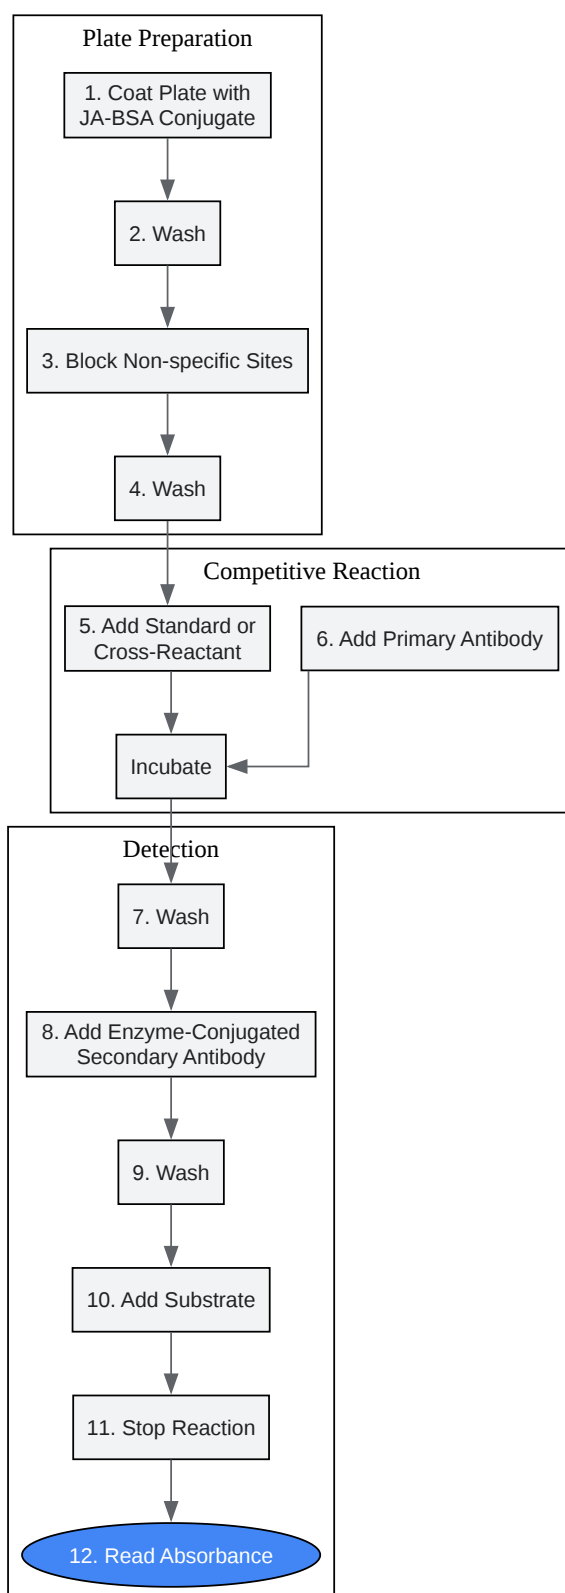 Plate Preparation
1. Coat Plate with
JA-BSA Conjugate
2. Wash
3. Block Non-specific Sites
4. Wash
Competitive Reaction
5. Add Standard or
Cross-Reactant
6. Add Primary Antibody
Incubate
Detection
7. Wash
8. Add Enzyme-Conjugated
Secondary Antibody
9. Wash
10. Add Substrate
11. Stop Reaction
12. Read Absorbance